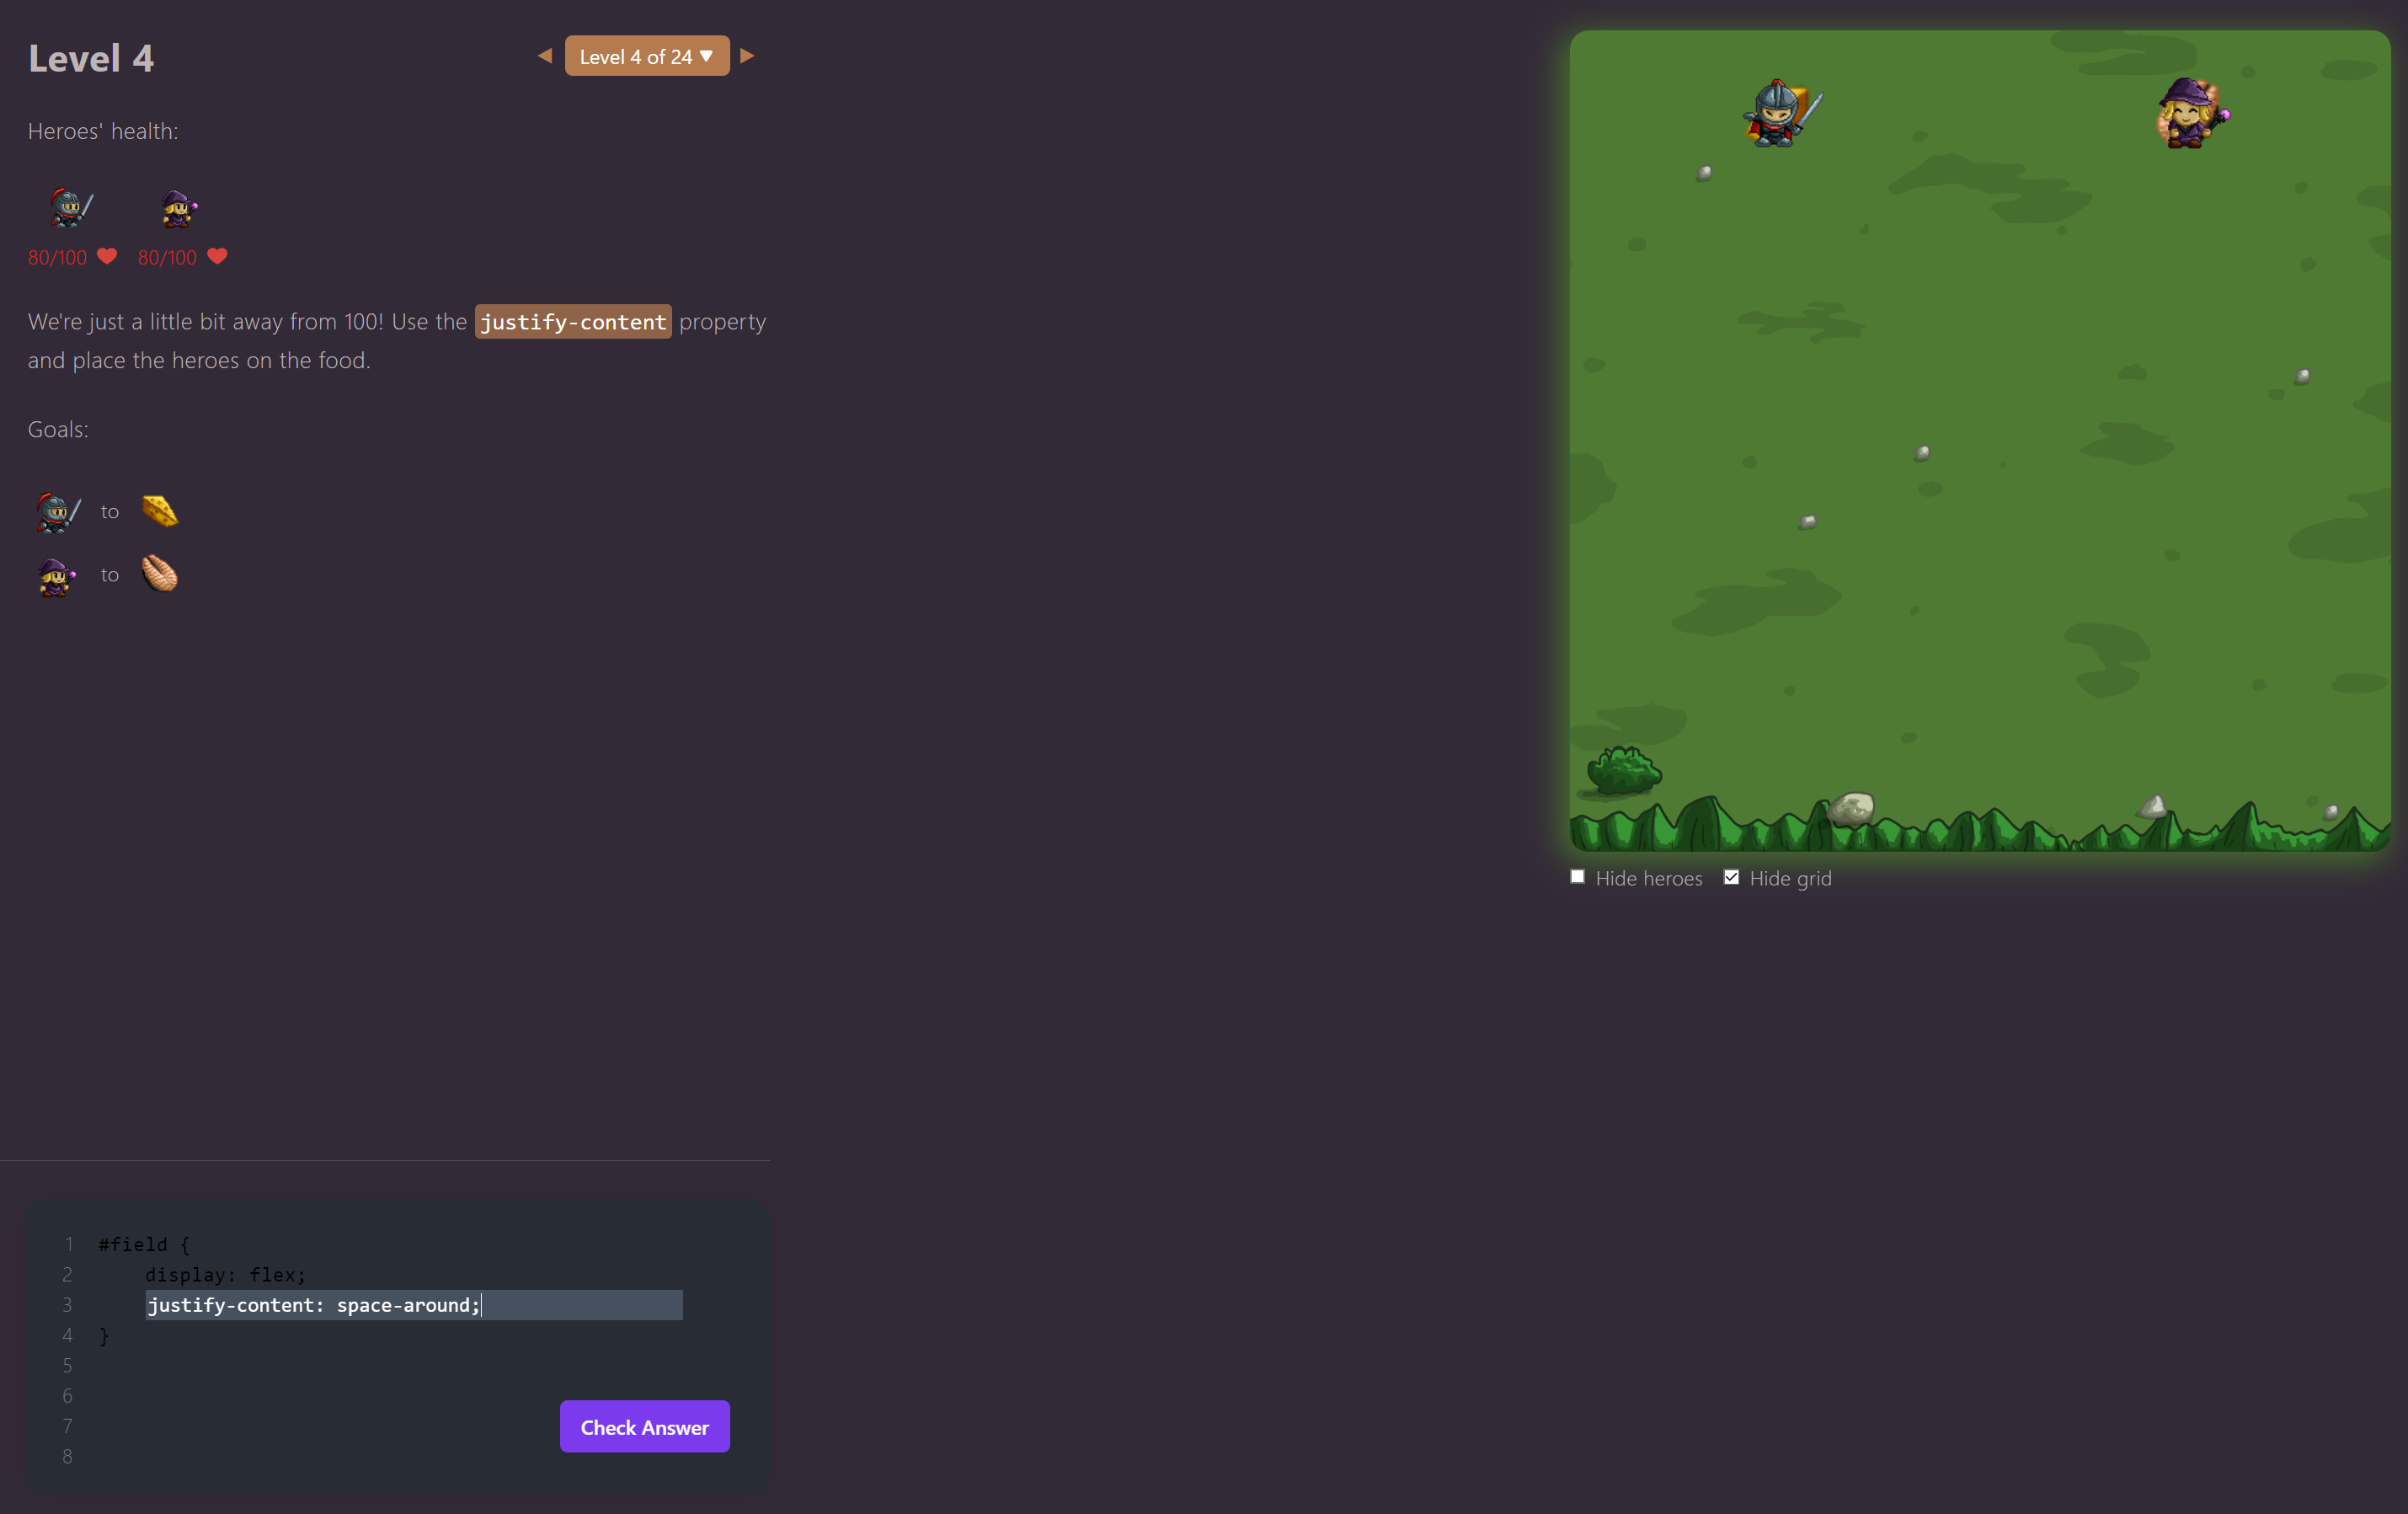 Level 4
Level 4 of 24
Heroes' health:
80/100
80/100
We're just a little bit away from 100! Use the justify-content property
and place the heroes on the food.
Goals:
to
to
1 #field {
2 display: flex;
3 justify-content: space-around;
4 }
5
6
7
8
Check Answer
Hide heroes
Hide grid